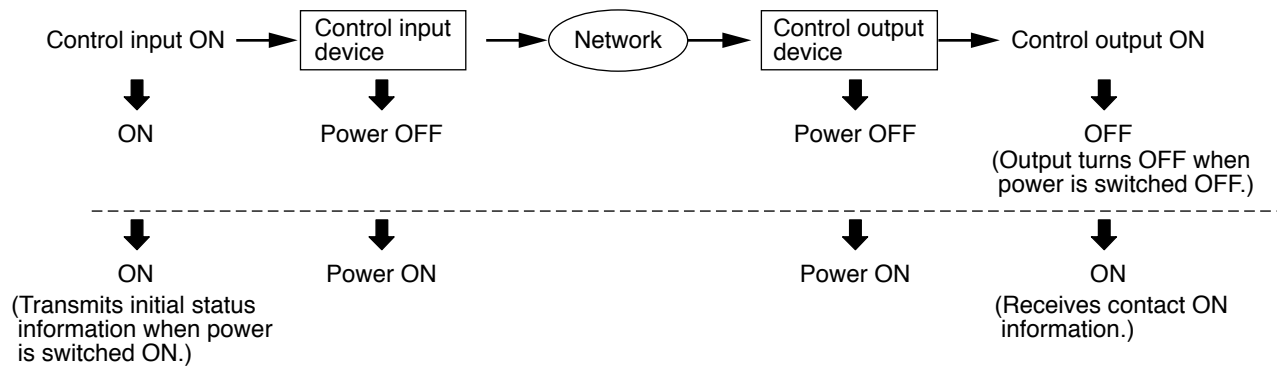 Control input ON
Control input
device
Network
Control output
device
Control output ON
ON
Power OFF
Power OFF
OFF
(Output turns OFF when
power is switched OFF.)
ON
Power ON
Power ON
ON
(Transmits initial status
information when power
is switched ON.)
(Receives contact ON
information.)